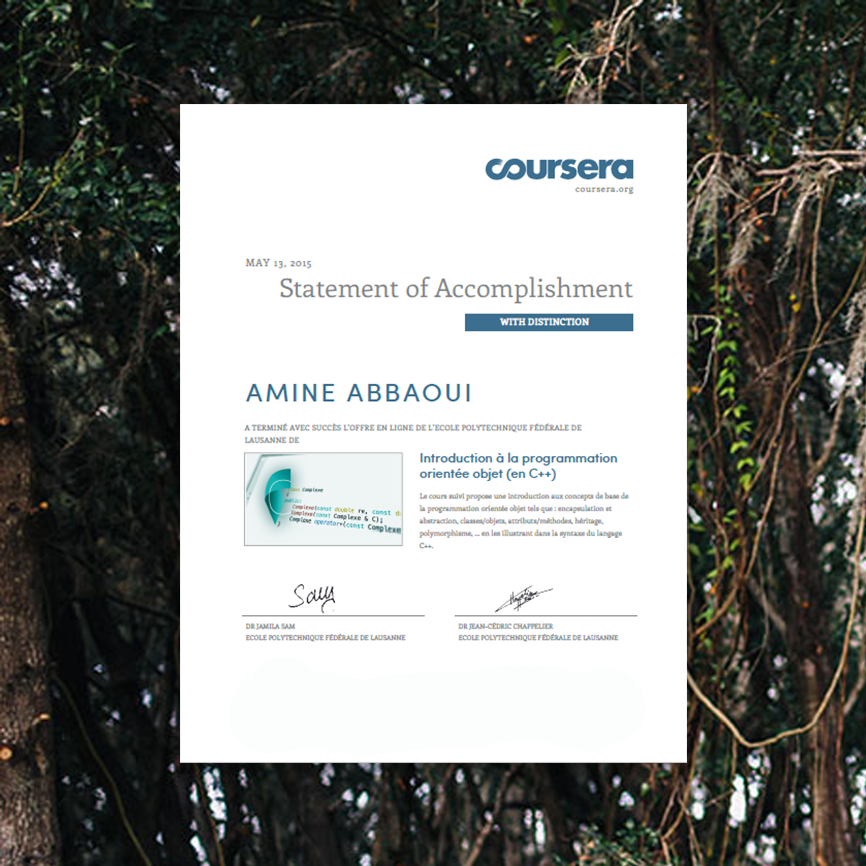 coursera
coursera.org
MAY 13, 2015
Statement of Accomplishment
WITH DISTINCTION
AMINE ABBAOUI
A TERMINÉ AVEC SUCCÈS L'OFFRE EN LIGNE DE L'ECOLE POLYTECHNIQUE FÉDÉRALE DE
LAUSANNE DE
Introduction à la programmation
orientée objet (en C++)
Le cours suivi propose une introduction aux concepts de base de
la programmation orientée objet tels que : encapsulation et
abstraction, classes/objets, attributs/méthodes, héritage,
polymorphisme, ... en les illustrant dans la syntaxe du langage
C++.
Complexe
public:
Complexe(const double re, const d
Complexe(const Complexe & C);
Complexe operator+(const Complexe
DR JAMILA SAM
ECOLE POLYTECHNIQUE FÉDÉRALE DE LAUSANNE
DR JEAN-CÉDRIC CHAPPELIER
ECOLE POLYTECHNIQUE FÉDÉRALE DE LAUSANNE